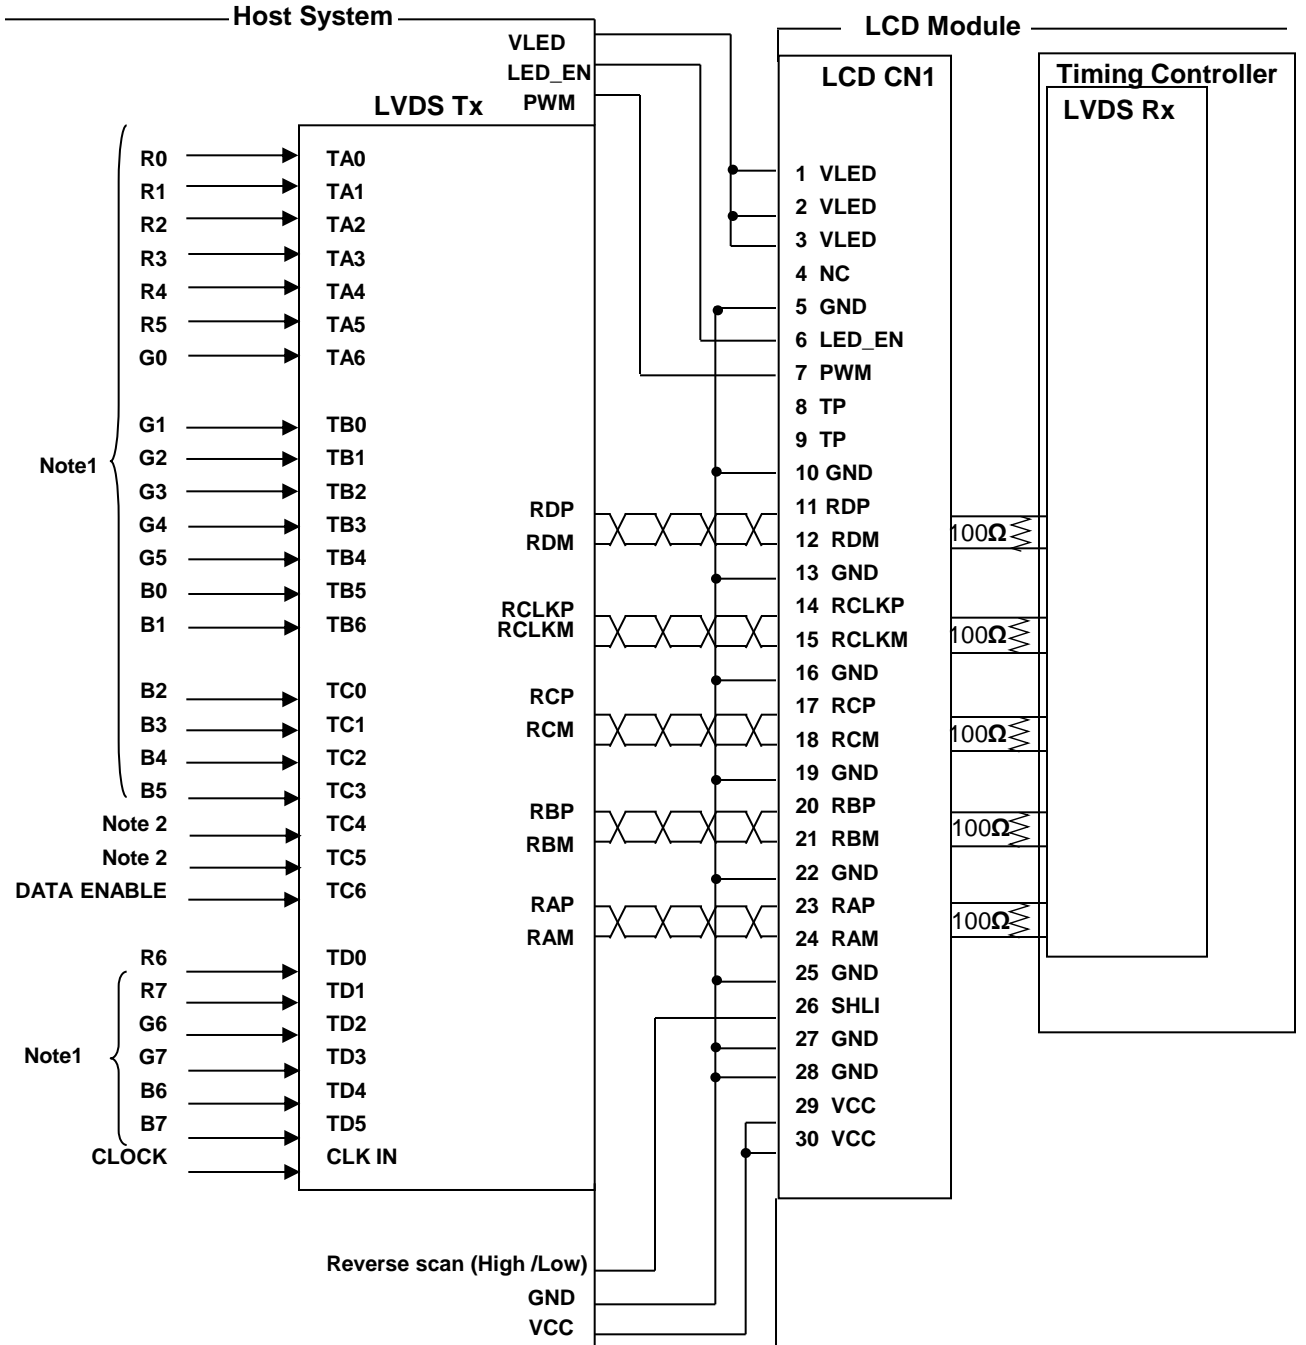 Host System
LCD Module
VLED
LED_EN
PWM
LVDS Tx
LCD CN1
Timing Controller
LVDS Rx
R0 TA0
R1 TA1
R2 TA2
R3 TA3
R4 TA4
R5 TA5
G0 TA6
G1 TB0
G2 TB1
G3 TB2
G4 TB3
G5 TB4
B0 TB5
B1 TB6
Note1
B2 TC0
B3 TC1
B4 TC2
B5 TC3
Note 2 TC4
Note 2 TC5
DATA ENABLE TC6
R6 TD0
R7 TD1
G6 TD2
G7 TD3
B6 TD4
B7 TD5
Note1
CLOCK CLK IN
RDP
RDM
RCLKP
RCLKM
RCP
RCM
RBP
RBM
RAP
RAM
Reverse scan (High /Low)
GND
VCC
1 VLED
2 VLED
3 VLED
4 NC
5 GND
6 LED_EN
7 PWM
8 TP
9 TP
10 GND
11 RDP
12 RDM
13 GND
14 RCLKP
15 RCLKM
16 GND
17 RCP
18 RCM
19 GND
20 RBP
21 RBM
22 GND
23 RAP
24 RAM
25 GND
26 SHLI
27 GND
28 GND
29 VCC
30 VCC
100Ω
100Ω
100Ω
100Ω
100Ω